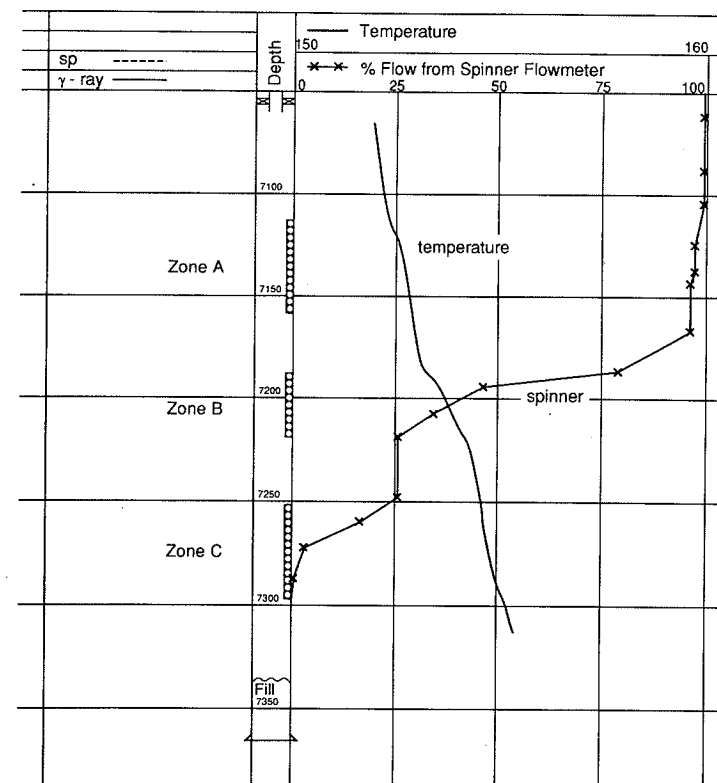 Temperature
150 160
sp
Depth
% Flow from Spinner Flowmeter
γ - ray
0 25 50 75 100
7100
temperature
Zone A
7150
7200
Zone B
spinner
7250
Zone C
7300
Fill
7350